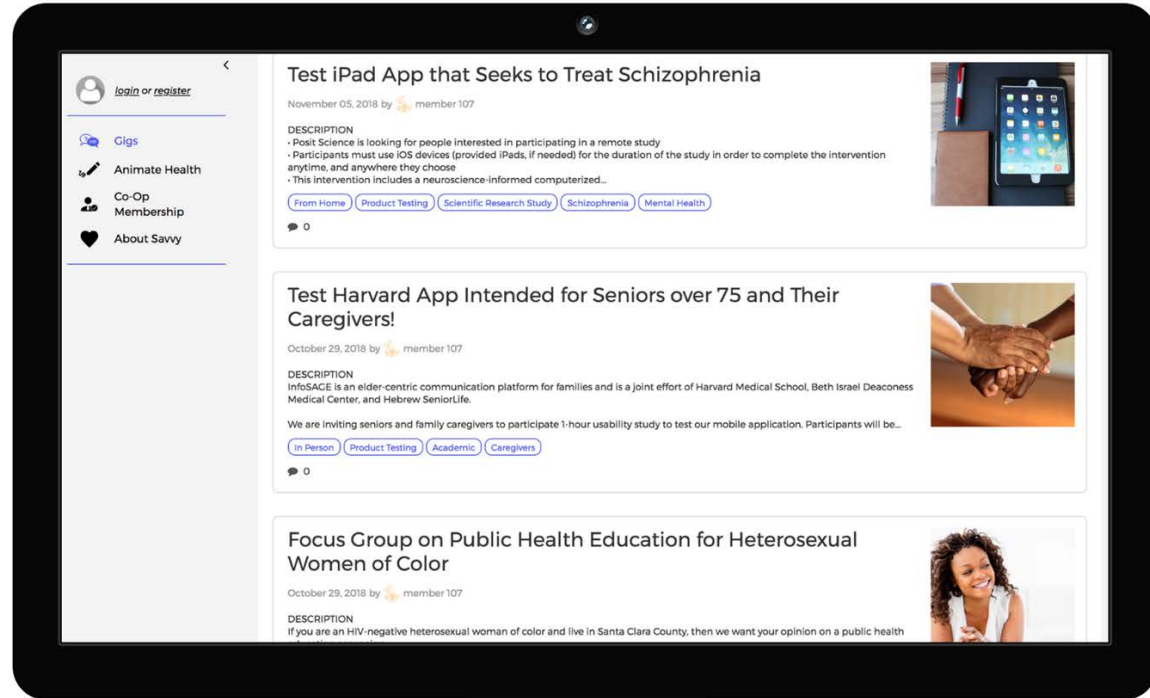 <
login or register
Gigs
Animate Health
Co-Op
Membership
About Savvy
Test iPad App that Seeks to Treat Schizophrenia
November 05, 2018 by member 107
DESCRIPTION
• Posit Science is looking for people interested in participating in a remote study
• Participants must use iOS devices (provided iPads, if needed) for the duration of the study in order to complete the intervention
anytime, and anywhere they choose
• This intervention includes a neuroscience-informed computerized...
From Home Product Testing Scientific Research Study Schizophrenia Mental Health
0
Test Harvard App Intended for Seniors over 75 and Their
Caregivers!
October 29, 2018 by member 107
DESCRIPTION
InfoSAGE is an elder-centric communication platform for families and is a joint effort of Harvard Medical School, Beth Israel Deaconess
Medical Center, and Hebrew SeniorLife.
We are inviting seniors and family caregivers to participate 1-hour usability study to test our mobile application. Participants will be...
In Person Product Testing Academic Caregivers
0
Focus Group on Public Health Education for Heterosexual
Women of Color
October 29, 2018 by member 107
DESCRIPTION
If you are an HIV-negative heterosexual woman of color and live in Santa Clara County, then we want your opinion on a public health